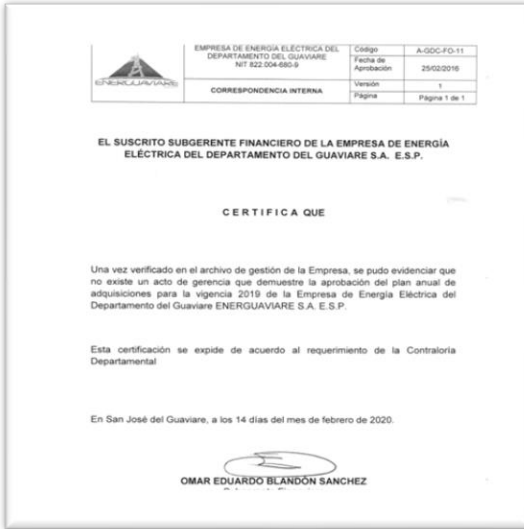 EMPRESA DE ENERGÍA ELÉCTRICA DEL
DEPARTAMENTO DEL GUAVIARE
NIT 822.004-680-9
CORRESPONDENCIA INTERNA
Código A-GDC-FO-11
Fecha de Aprobación 25/02/2016
Versión 1
Página Página 1 de 1
ENERGUAVIARE
EL SUSCRITO SUBGERENTE FINANCIERO DE LA EMPRESA DE ENERGÍA
ELÉCTRICA DEL DEPARTAMENTO DEL GUAVIARE S.A. E.S.P.
C E R T I F I C A QUE
Una vez verificado en el archivo de gestión de la Empresa, se pudo evidenciar que
no existe un acto de gerencia que demuestre la aprobación del plan anual de
adquisiciones para la vigencia 2019 de la Empresa de Energía Eléctrica del
Departamento del Guaviare ENERGUAVIARE S.A. E.S.P.
Esta certificación se expide de acuerdo al requerimiento de la Contraloría
Departamental
En San José del Guaviare, a los 14 días del mes de febrero de 2020.
OMAR EDUARDO BLANDÓN SANCHEZ